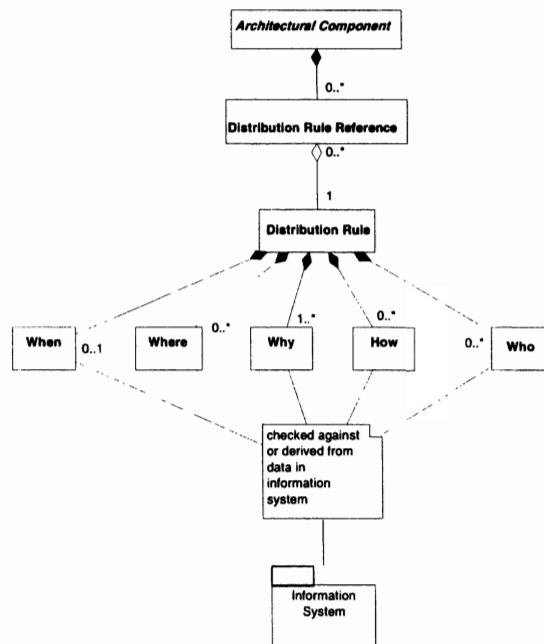 Architectural Component
0..*
Distribution Rule Reference
0..*
1
Distribution Rule
When
0..1
Where
0..*
Why
1..*
How
0..*
Who
0..*
checked against
or derived from
data in
information
system
Information
System